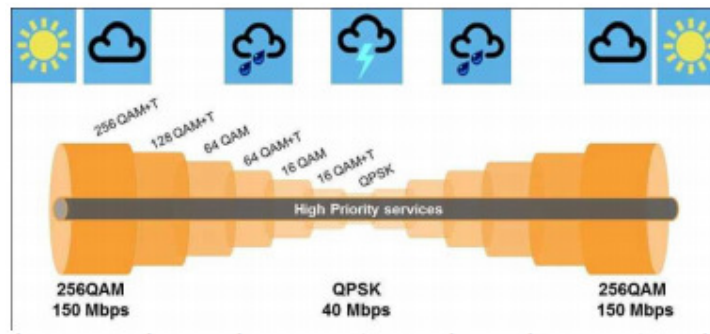 256 QAM+T
128 QAM+T
64 QAM
64 QAM+T
16 QAM
16 QAM+T
QPSK
High Priority services
256QAM
150 Mbps
QPSK
40 Mbps
256QAM
150 Mbps